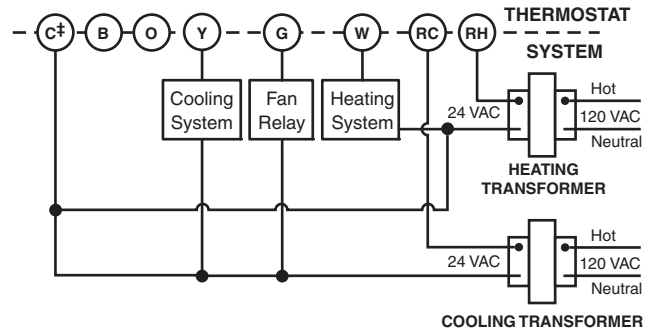 THERMOSTAT
C‡ B O Y G W RC RH
SYSTEM
Cooling
System
Fan
Relay
Heating
System
24 VAC
Hot
120 VAC
Neutral
HEATING
TRANSFORMER
24 VAC
Hot
120 VAC
Neutral
COOLING TRANSFORMER